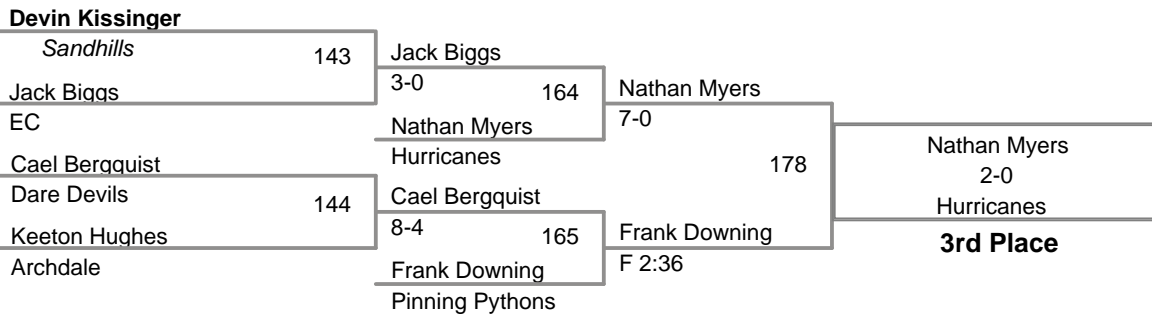 Devin Kissinger
Sandhills
143
Jack Biggs
EC
Cael Bergquist
Dare Devils
144
Keeton Hughes
Archdale
Jack Biggs
3-0
164
Nathan Myers
Hurricanes
Cael Bergquist
8-4
165
Frank Downing
Pinning Pythons
Nathan Myers
7-0
178
Frank Downing
F 2:36
Nathan Myers
2-0
Hurricanes
3rd Place